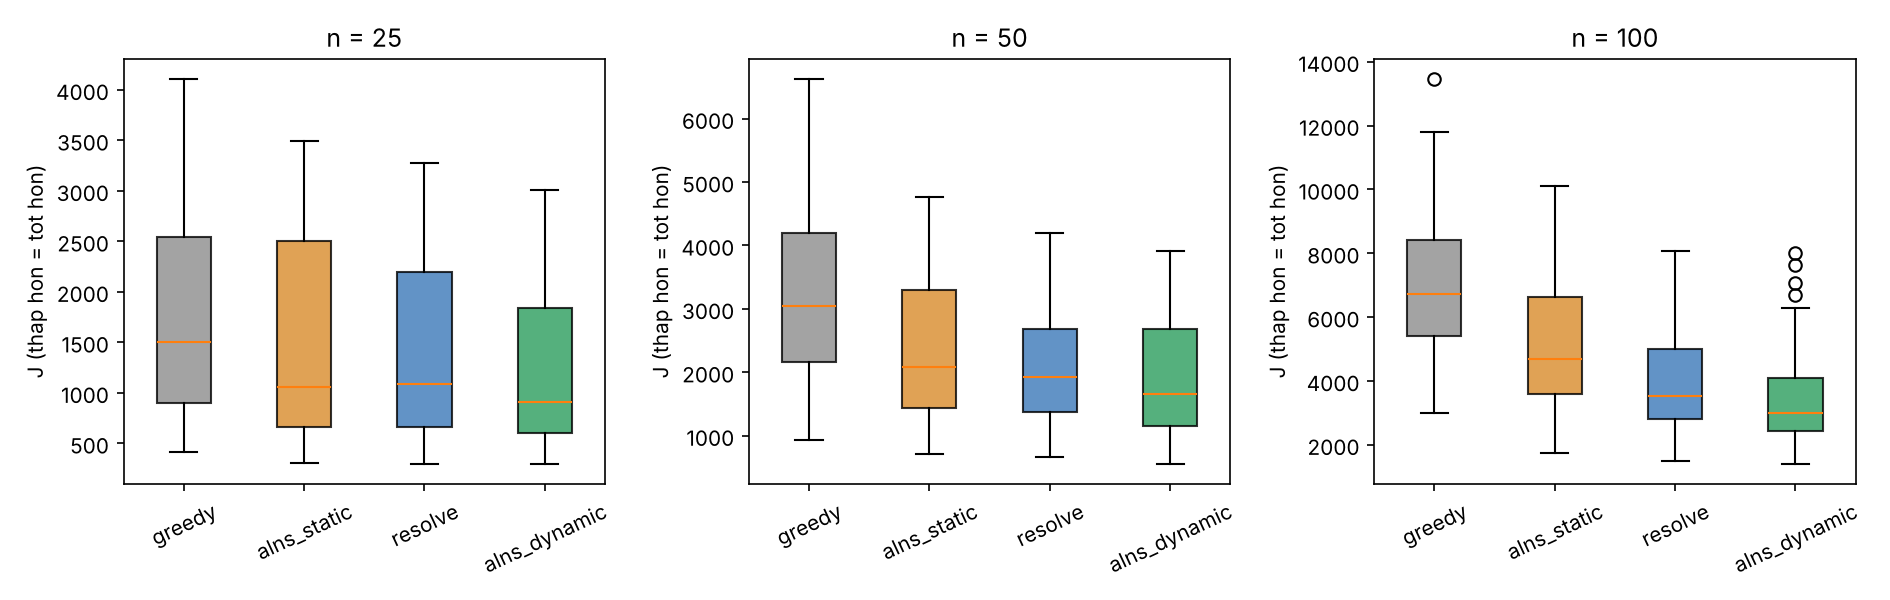 n = 25
J (thap hon = tot hon)
4000
3500
3000
2500
2000
1500
1000
500
greedy
alns_static
resolve
alns_dynamic
n = 50
J (thap hon = tot hon)
6000
5000
4000
3000
2000
1000
greedy
alns_static
resolve
alns_dynamic
n = 100
J (thap hon = tot hon)
14000
12000
10000
8000
6000
4000
2000
greedy
alns_static
resolve
alns_dynamic